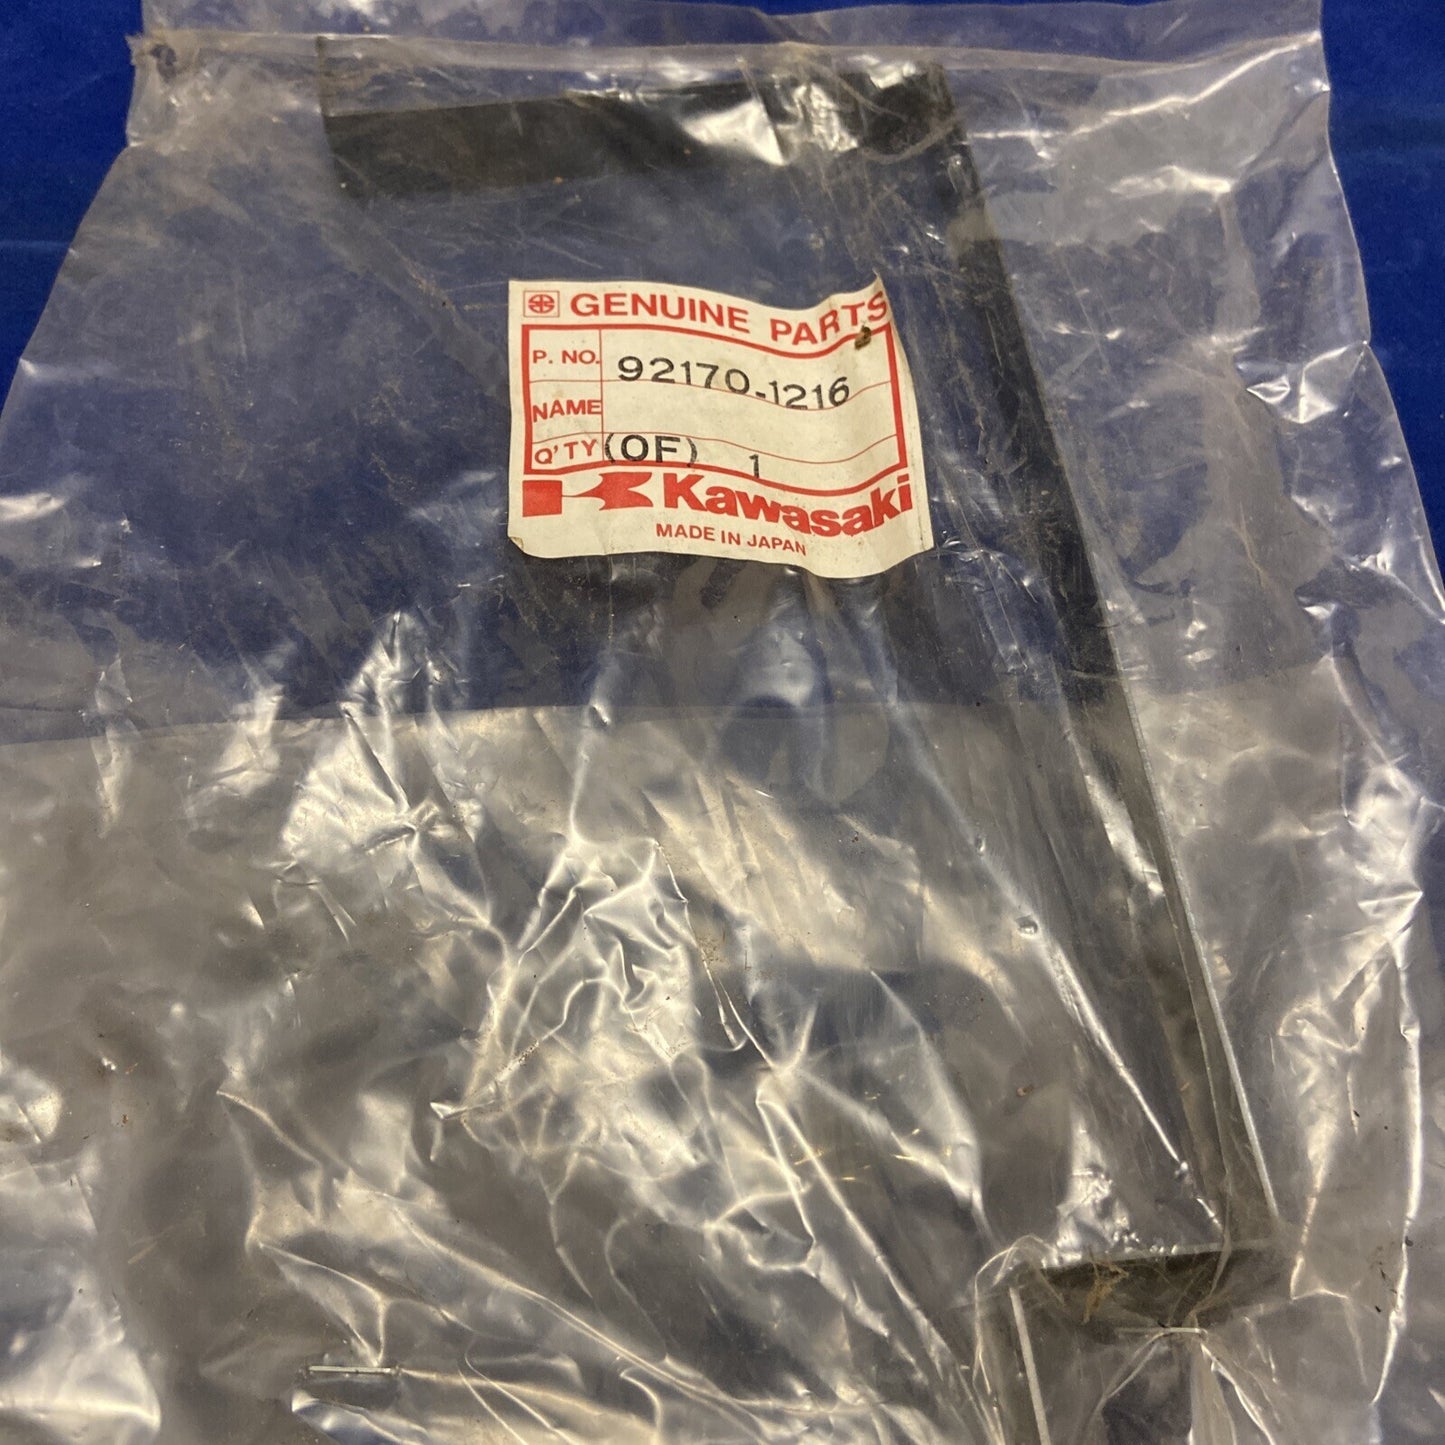 GENUINE PARTS
P. NO. 92170-1216
NAME
Q'TY (OF) 1
Kawasaki
MADE IN JAPAN